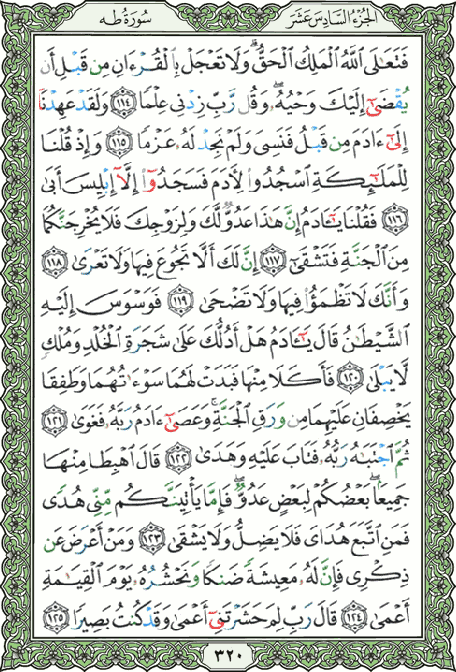 الجزء السادس عشر
سورة طه
فَتَعَٰلَى ٱللَّهُ ٱلْمَلِكُ ٱلْحَقُّ ۗ وَلَا تَعْجَلْ بِٱلْقُرْءَانِ مِن قَبْلِ أَن
يُقْضَىٰٓ إِلَيْكَ وَحْيُهُۥ ۖ وَقُل رَّبِّ زِدْنِى عِلْمًا ١١٤ وَلَقَدْ عَهِدْنَآ
إِلَىٰٓ ءَادَمَ مِن قَبْلُ فَنَسِىَ وَلَمْ نَجِدْ لَهُۥ عَزْمًا ١١٥ وَإِذْ قُلْنَا
لِلْمَلَٰٓئِكَةِ ٱسْجُدُوا۟ لِءَادَمَ فَسَجَدُوٓا۟ إِلَّآ إِبْلِيسَ أَبَىٰ
١١٦ فَقُلْنَا يَٰٓـَٔادَمُ إِنَّ هَٰذَا عَدُوٌّ لَّكَ وَلِزَوْجِكَ فَلَا يُخْرِجَنَّكُمَا
مِنَ ٱلْجَنَّةِ فَتَشْقَىٰٓ ١١٧ إِنَّ لَكَ أَلَّا تَجُوعَ فِيهَا وَلَا تَعْرَىٰ ١١٨
وَأَنَّكَ لَا تَظْمَؤُا۟ فِيهَا وَلَا تَضْحَىٰ ١١٩ فَوَسْوَسَ إِلَيْهِ
ٱلشَّيْطَٰنُ قَالَ يَٰٓـَٔادَمُ هَلْ أَدُلُّكَ عَلَىٰ شَجَرَةِ ٱلْخُلْدِ وَمُلْكٍ
لَّا يَبْلَىٰ ١٢٠ فَأَكَلَا مِنْهَا فَبَدَتْ لَهُمَا سَوْءَٰتُهُمَا وَطَفِقَا
يَخْصِفَانِ عَلَيْهِمَا مِن وَرَقِ ٱلْجَنَّةِ ۚ وَعَصَىٰٓ ءَادَمُ رَبَّهُۥ فَغَوَىٰ ١٢١
ثُمَّ ٱجْتَبَٰهُ رَبُّهُۥ فَتَابَ عَلَيْهِ وَهَدَىٰ ١٢٢ قَالَ ٱهْبِطَا مِنْهَا
جَمِيعًۢا ۖ بَعْضُكُمْ لِبَعْضٍ عَدُوٌّ ۖ فَإِمَّا يَأْتِيَنَّكُم مِّنِّى هُدًى
فَمَنِ ٱتَّبَعَ هُدَاىَ فَلَا يَضِلُّ وَلَا يَشْقَىٰ ١٢٣ وَمَنْ أَعْرَضَ عَن
ذِكْرِى فَإِنَّ لَهُۥ مَعِيشَةً ضَنكًا وَنَحْشُرُهُۥ يَوْمَ ٱلْقِيَٰمَةِ
أَعْمَىٰ ١٢٤ قَالَ رَبِّ لِمَ حَشَرْتَنِىٓ أَعْمَىٰ وَقَدْ كُنتُ بَصِيرًا ١٢٥
٣٢٠